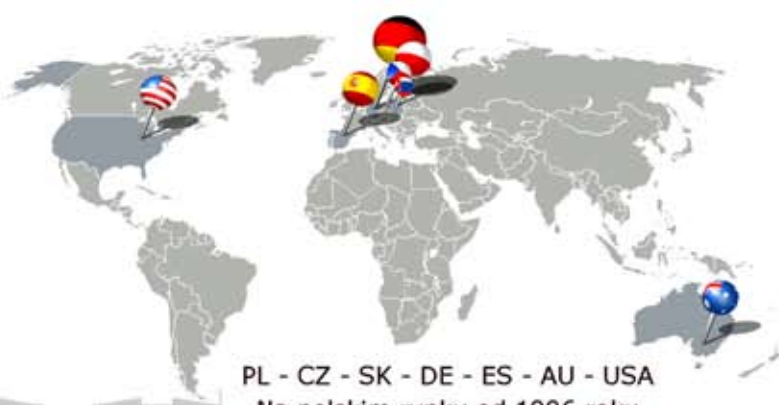 PL - CZ - SK - DE - ES - AU - USA
Na polskim rynku od 1996 roku